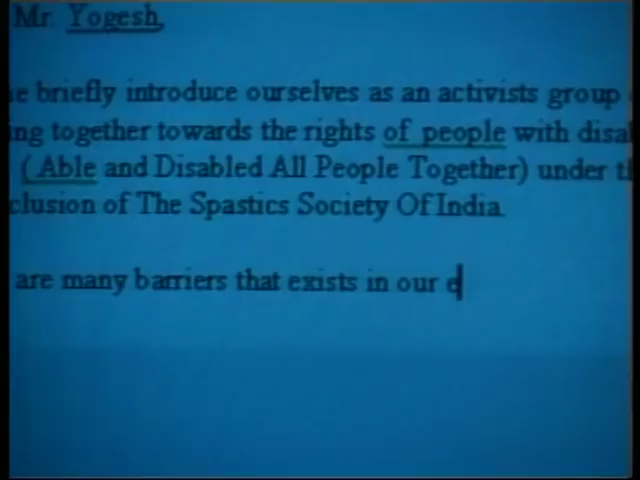 Mr. Yogesh,
e briefly introduce ourselves as an activists group
ing together towards the rights of people with disa
( Able and Disabled All People Together) under t
clusion of The Spastics Society Of India
are many barriers that exists in our c